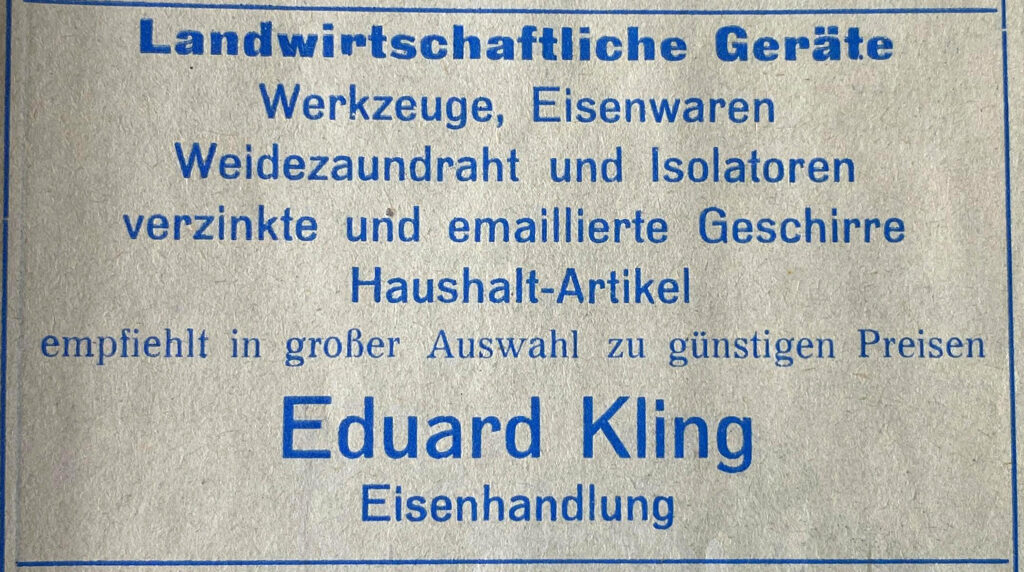 Landwirtschaftliche Geräte
Werkzeuge, Eisenwaren
Weidezaundraht und Isolatoren
verzinkte und emaillierte Geschirre
Haushalt-Artikel
empfiehlt in großer Auswahl zu günstigen Preisen
Eduard Kling
Eisenhandlung